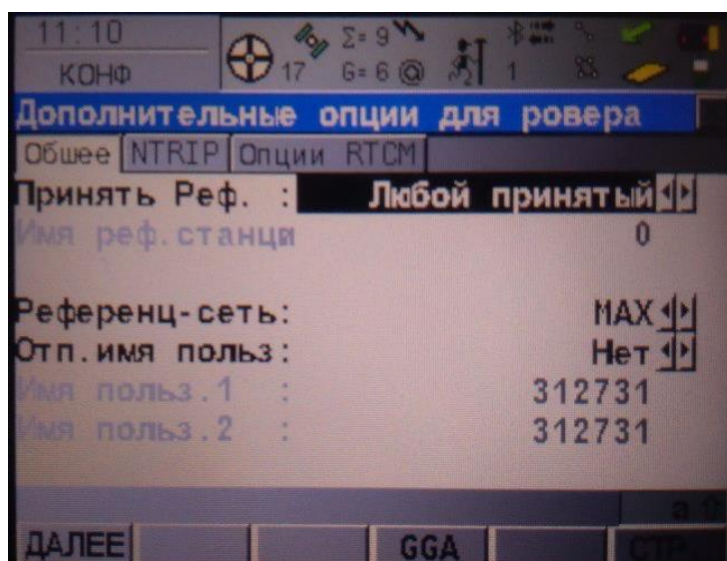 11:10
КОНФ
17
Σ= 9
G= 6
1
Дополнительные опции для ровера
Обшее NTRIP Опции RTCM
Принять Реф. : Любой принятый
Имя реф.станци 0
Референц-сеть: MAX
Отп.имя польз: Нет
Имя польз.1 : 312731
Имя польз.2 : 312731
a
ДАЛЕЕ GGA СТР.